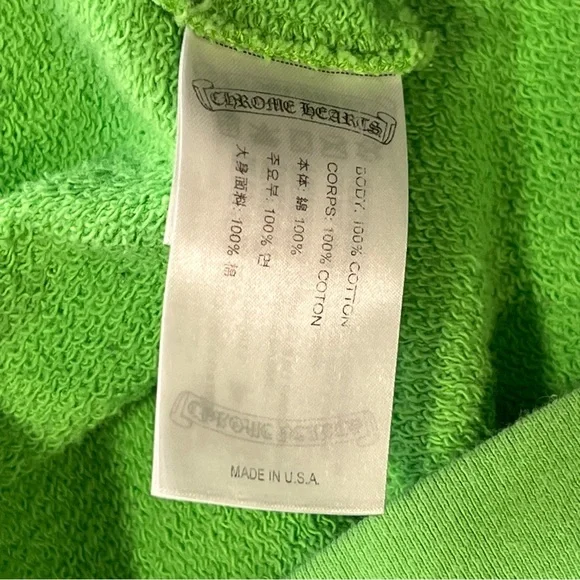 CHROME HEARTS
BODY: 100% COTTON
CORPS: 100% COTON
本体: 綿 100%
주요부: 100% 면
大身面料: 100% 棉
CHROME HEARTS
MADE IN U.S.A.